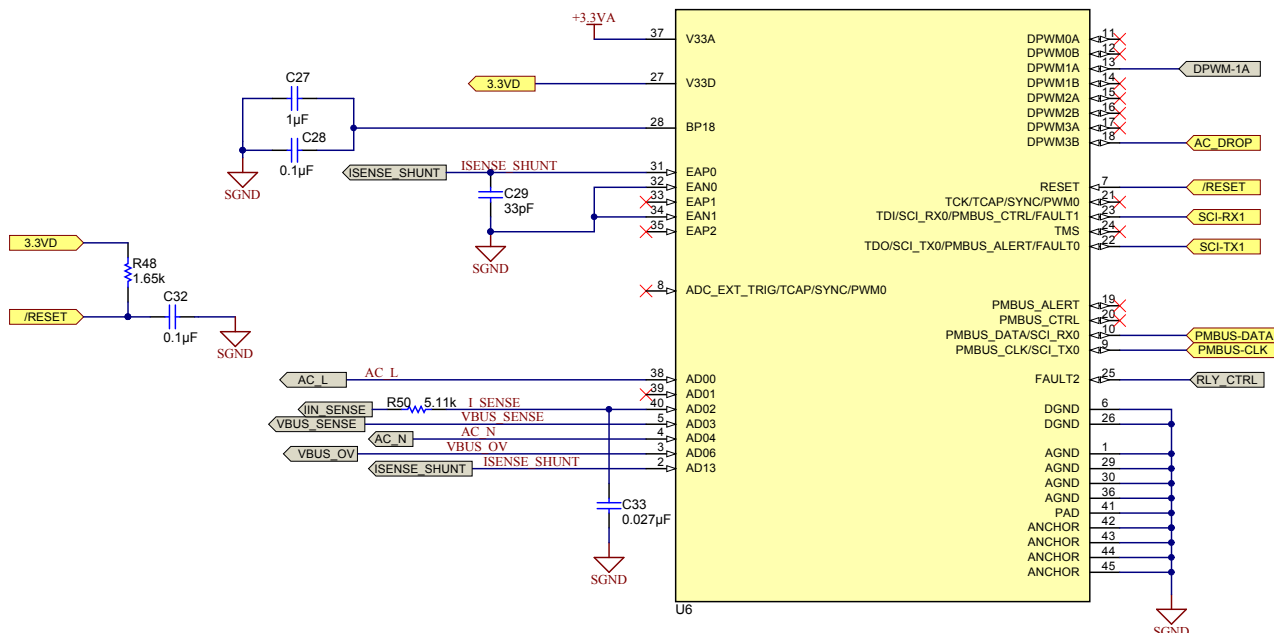 +3.3VA
37 V33A
3.3VD
27 V33D
C27
1µF
C28
0.1µF
SGND
28 BP18
ISENSE_SHUNT
ISENSE_SHUNT
C29
33pF
SGND
31 EAP0
32 EAN0
33 EAP1
34 EAN1
35 EAP2
3.3VD
R48
1.65k
/RESET
C32
0.1µF
SGND
8 ADC_EXT_TRIG/TCAP/SYNC/PWM0
AC_L AC_L 38 AD00
39 AD01
IIN_SENSE R50 5.11k I_SENSE 40 AD02
VBUS_SENSE VBUS_SENSE 5 AD03
AC_N AC_N 4 AD04
VBUS_OV VBUS_OV 3 AD06
ISENSE_SHUNT ISENSE_SHUNT 2 AD13
C33
0.027µF
SGND
U6
DPWM0A 11
DPWM0B 12
DPWM1A 13 DPWM-1A
DPWM1B 14
DPWM2A 15
DPWM2B 16
DPWM3A 17
DPWM3B 18 AC_DROP
RESET 7 /RESET
TCK/TCAP/SYNC/PWM0 21
TDI/SCI_RX0/PMBUS_CTRL/FAULT1 23 SCI-RX1
TMS 24
TDO/SCI_TX0/PMBUS_ALERT/FAULT0 22 SCI-TX1
PMBUS_ALERT 19
PMBUS_CTRL 20
PMBUS_DATA/SCI_RX0 10 PMBUS-DATA
PMBUS_CLK/SCI_TX0 9 PMBUS-CLK
FAULT2 25 RLY_CTRL
DGND 6
DGND 26
AGND 1
AGND 29
AGND 30
AGND 36
PAD 41
ANCHOR 42
ANCHOR 43
ANCHOR 44
ANCHOR 45
SGND